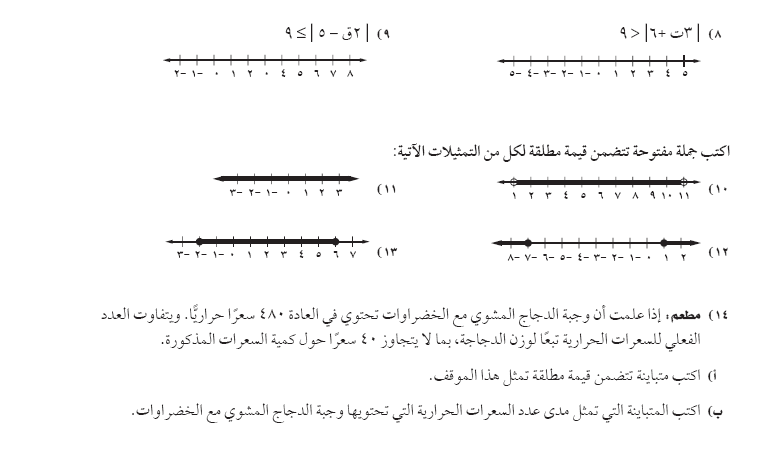 ٨) |٣ت +٦| < ٩ ٩) |٢ق – ٥| ≤ ٩
٥– ٤– ٣– ٢– ١– ٠ ١ ٢ ٣ ٤ ٥ ٢– ١– ٠ ١ ٢ ٠ ٤ ٥ ٦ ٧ ٨
اكتب جملة مفتوحة تتضمن قيمة مطلقة لكل من التمثيلات الآتية:
١٠) ١ ٢ ٣ ٤ ٥ ٦ ٧ ٨ ٩ ١٠ ١١ ١١) ٣– ٢– ١– ٠ ١ ٢ ٣
١٢) ٨– ٧– ٦– ٥– ٤– ٣– ٢– ١– ٠ ١ ٢ ١٣) ٣– ٢– ١– ٠ ١ ٢ ٣ ٤ ٥ ٦ ٧
١٤) مطعم: إذا علمت أن وجبة الدجاج المشوي مع الخضراوات تحتوي في العادة ٤٨٠ سعرًا حراريًّا. ويتفاوت العدد
الفعلي للسعرات الحرارية تبعًا لوزن الدجاجة، بما لا يتجاوز ٤٠ سعرًا حول كمية السعرات المذكورة.
أ) اكتب متباينة تتضمن قيمة مطلقة تمثل هذا الموقف.
ب) اكتب المتباينة التي تمثل مدى عدد السعرات الحرارية التي تحتويها وجبة الدجاج المشوي مع الخضراوات.